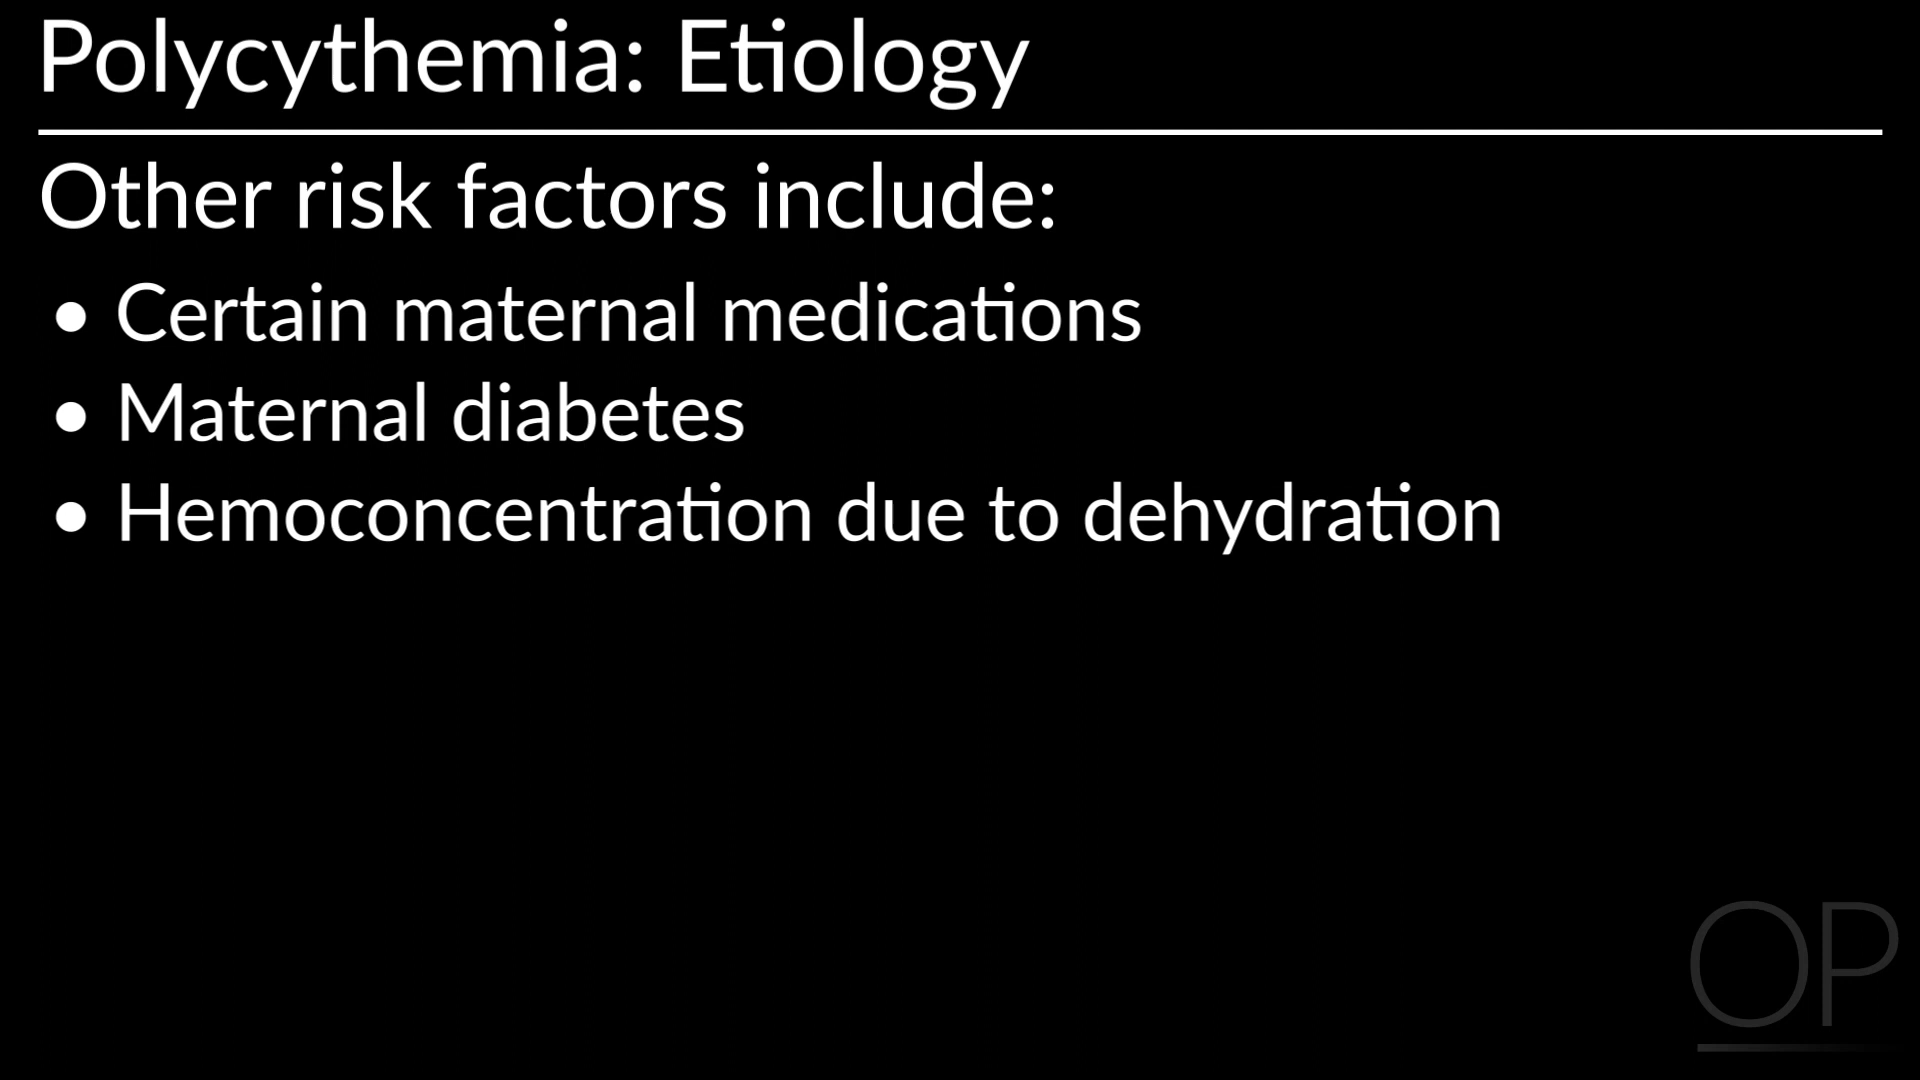 Polycythemia: Etiology
Other risk factors include:
• Certain maternal medications
• Maternal diabetes
• Hemoconcentration due to dehydration
OP